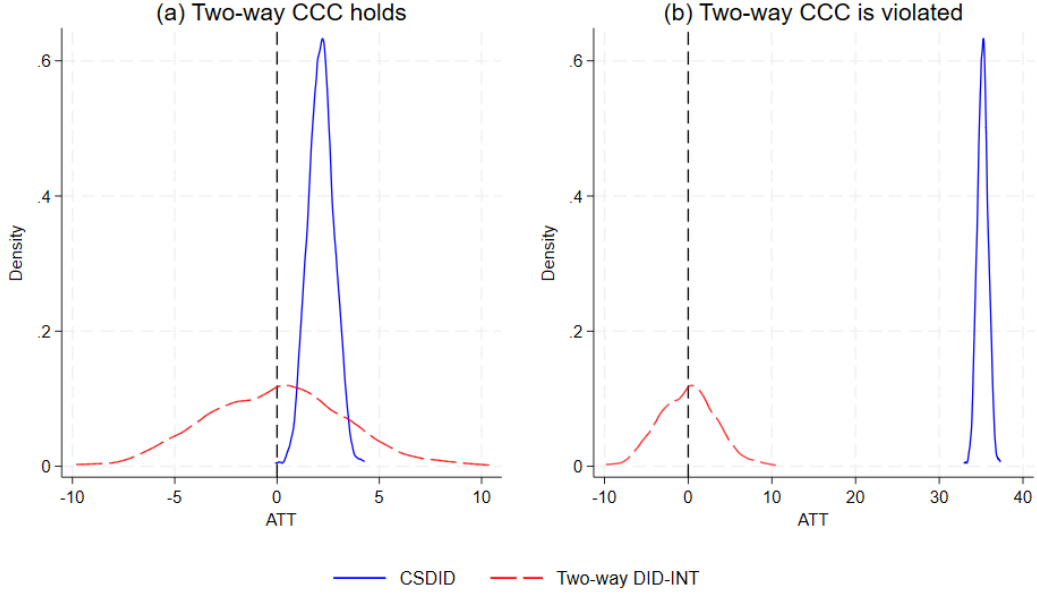 (a) Two-way CCC holds
.6
.4
.2
0
Density
-10 -5 0 5 10
ATT
(b) Two-way CCC is violated
.6
.4
.2
0
Density
-10 0 10 20 30 40
ATT
CSDID Two-way DID-INT